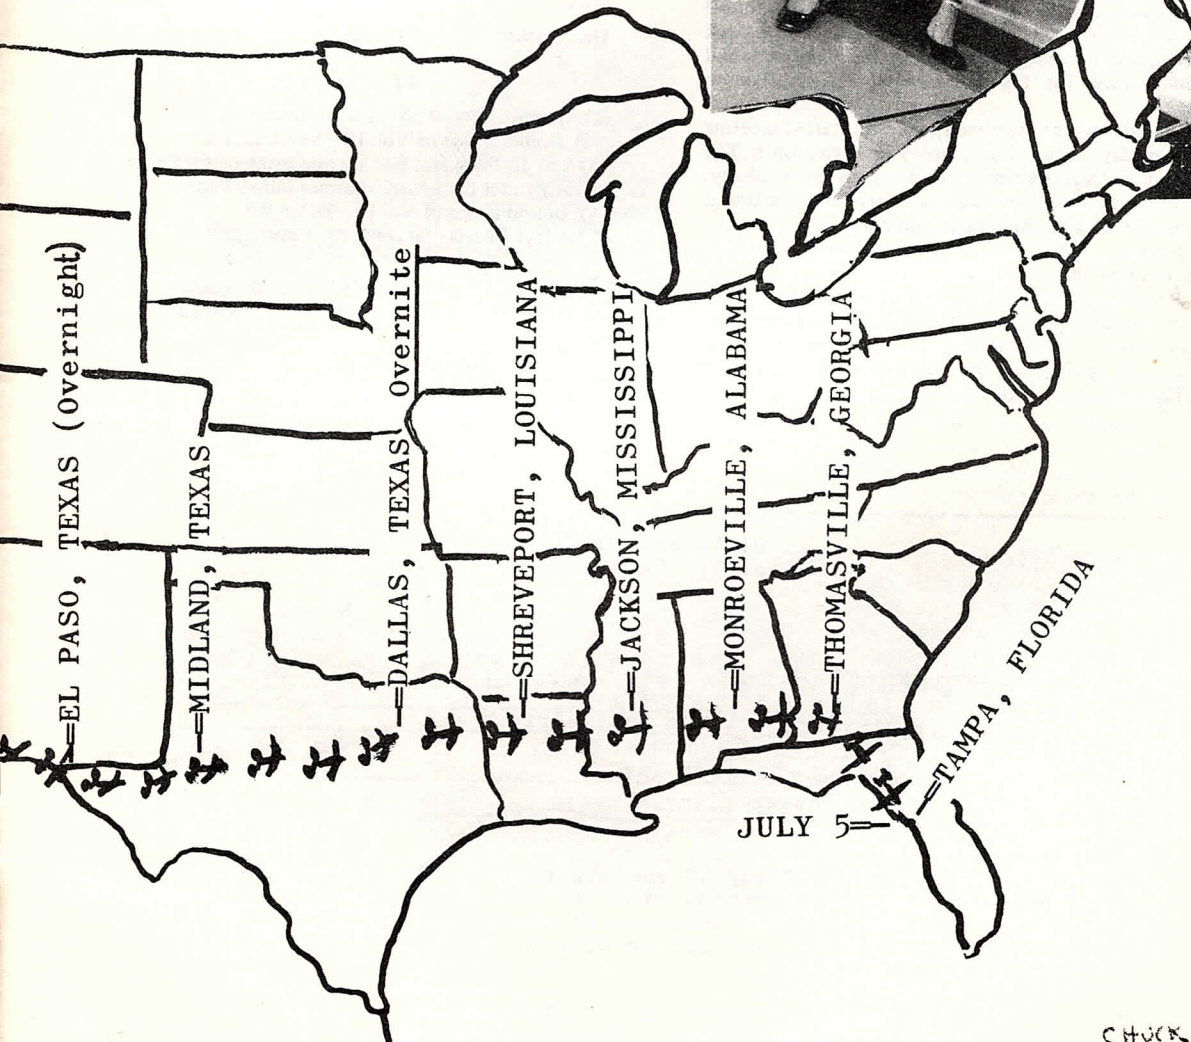 EL PASO, TEXAS (Overnight)
MIDLAND, TEXAS
DALLAS, TEXAS Overnite
SHREVEPORT, LOUISIANA
JACKSON, MISSISSIPPI
MONROEVILLE, ALABAMA
THOMASVILLE, GEORGIA
TAMPA, FLORIDA
JULY 5
CHUCK